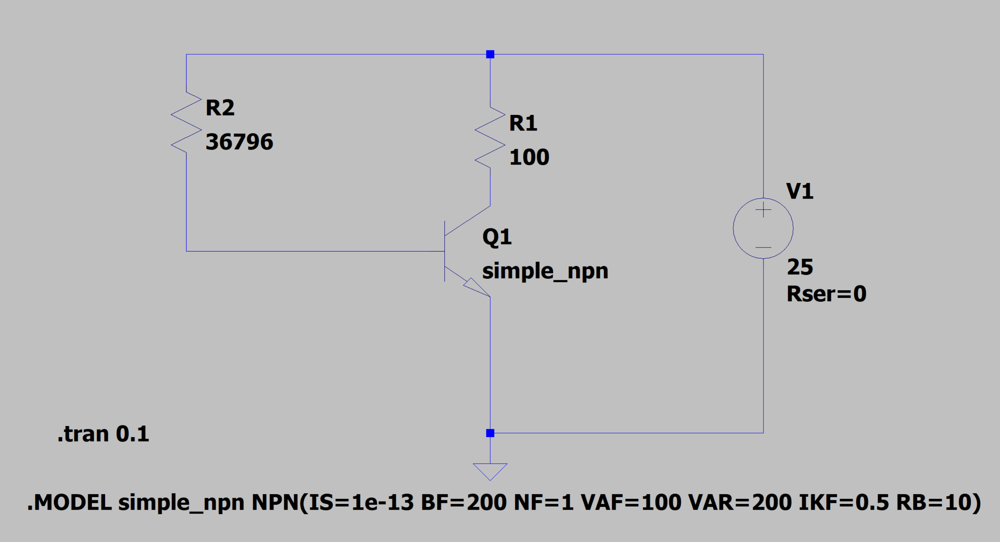 R2
36796
R1
100
V1
25
Rser=0
Q1
simple_npn
.tran 0.1
.MODEL simple_npn NPN(IS=1e-13 BF=200 NF=1 VAF=100 VAR=200 IKF=0.5 RB=10)